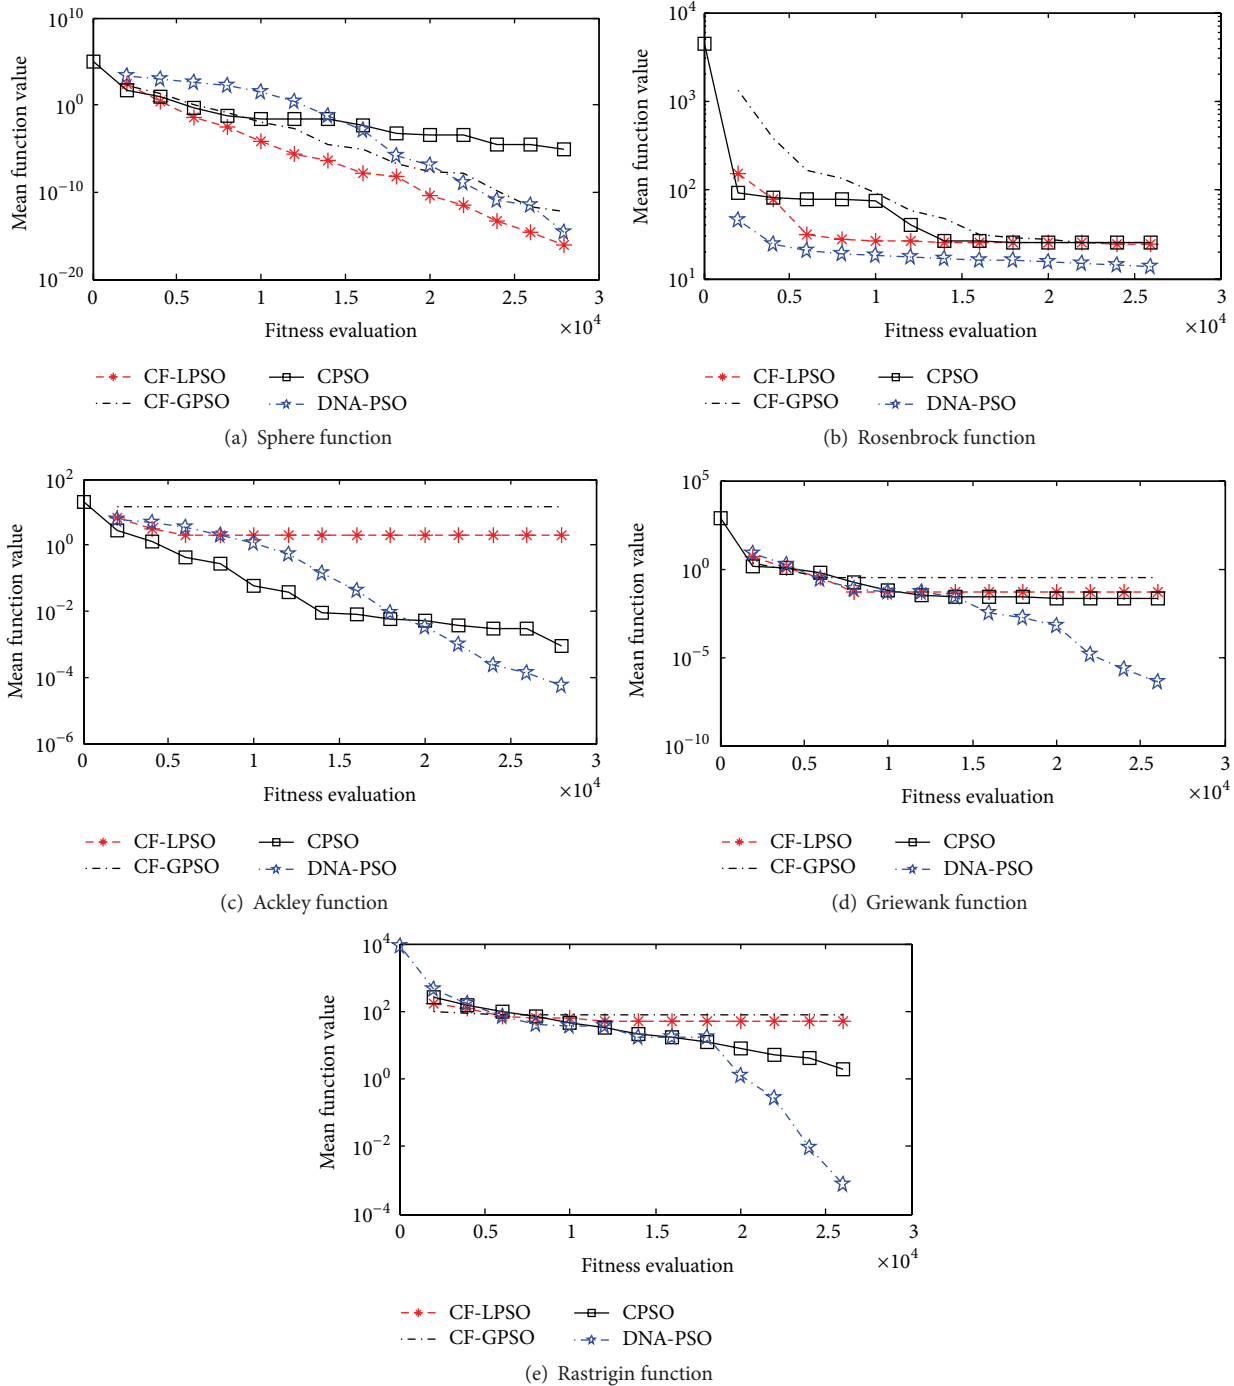 10^10
10^0
10^−10
10^−20
Mean function value
0 0.5 1 1.5 2 2.5 3
Fitness evaluation
×10^4
CF-LPSO CPSO
CF-GPSO DNA-PSO
(a) Sphere function
10^4
10^3
10^2
10^1
Mean function value
0 0.5 1 1.5 2 2.5 3
Fitness evaluation
×10^4
CF-LPSO CPSO
CF-GPSO DNA-PSO
(b) Rosenbrock function
10^2
10^0
10^−2
10^−4
10^−6
Mean function value
0 0.5 1 1.5 2 2.5 3
Fitness evaluation
×10^4
CF-LPSO CPSO
CF-GPSO DNA-PSO
(c) Ackley function
10^5
10^0
10^−5
10^−10
Mean function value
0 0.5 1 1.5 2 2.5 3
Fitness evaluation
×10^4
CF-LPSO CPSO
CF-GPSO DNA-PSO
(d) Griewank function
10^4
10^2
10^0
10^−2
10^−4
Mean function value
0 0.5 1 1.5 2 2.5 3
Fitness evaluation
×10^4
CF-LPSO CPSO
CF-GPSO DNA-PSO
(e) Rastrigin function